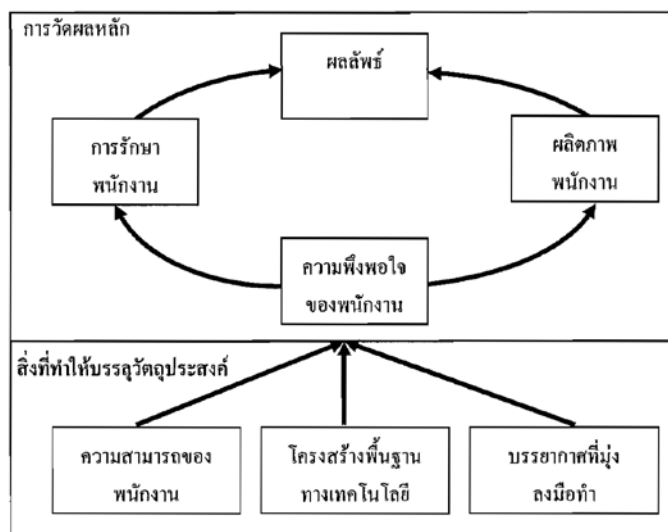 การวัดผลหลัก
ผลลัพธ์
การรักษา
พนักงาน
ผลิตภาพ
พนักงาน
ความพึงพอใจ
ของพนักงาน
สิ่งที่ทำให้บรรลุวัตถุประสงค์
ความสามารถของ
พนักงาน
โครงสร้างพื้นฐาน
ทางเทคโนโลยี
บรรยากาศที่มุ่ง
ลงมือทำ